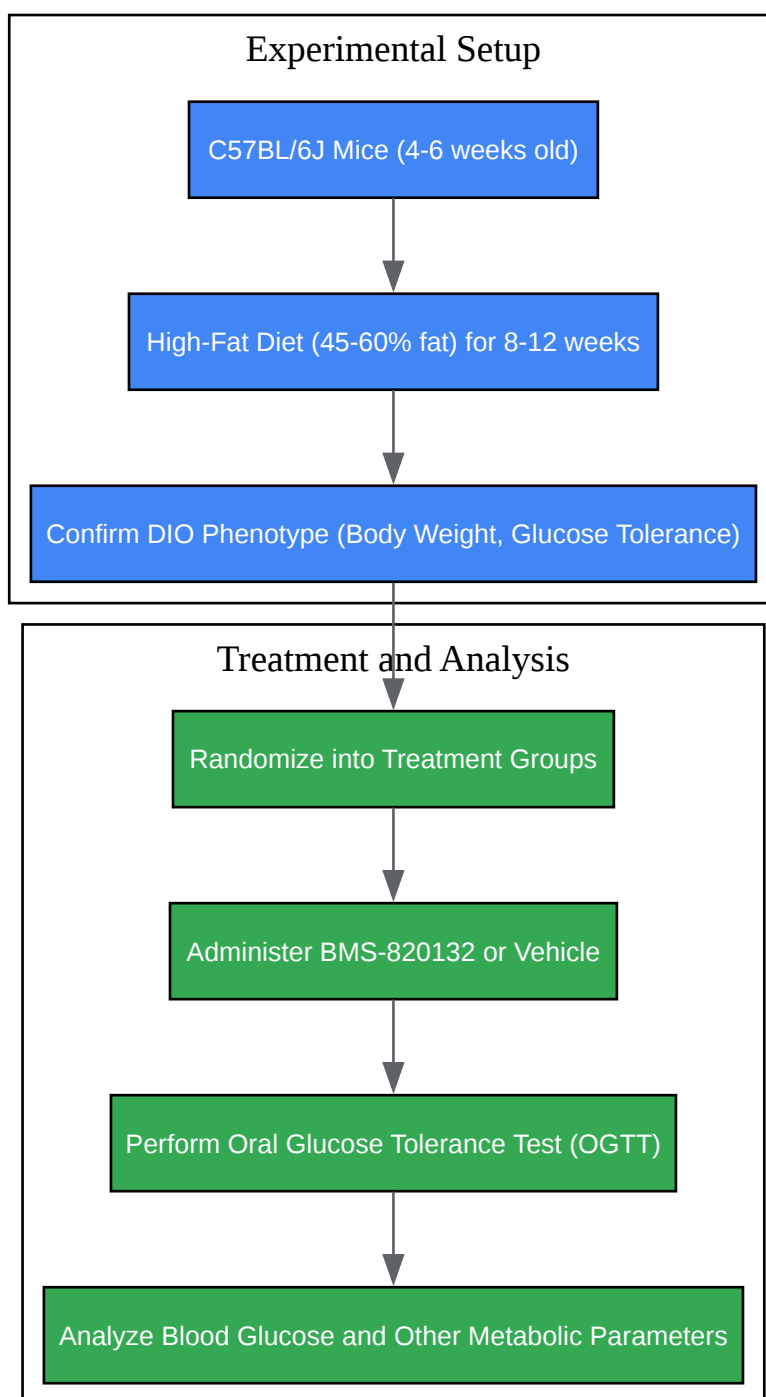 Experimental Setup
C57BL/6J Mice (4-6 weeks old)
High-Fat Diet (45-60% fat) for 8-12 weeks
Confirm DIO Phenotype (Body Weight, Glucose Tolerance)
Treatment and Analysis
Randomize into Treatment Groups
Administer BMS-820132 or Vehicle
Perform Oral Glucose Tolerance Test (OGTT)
Analyze Blood Glucose and Other Metabolic Parameters